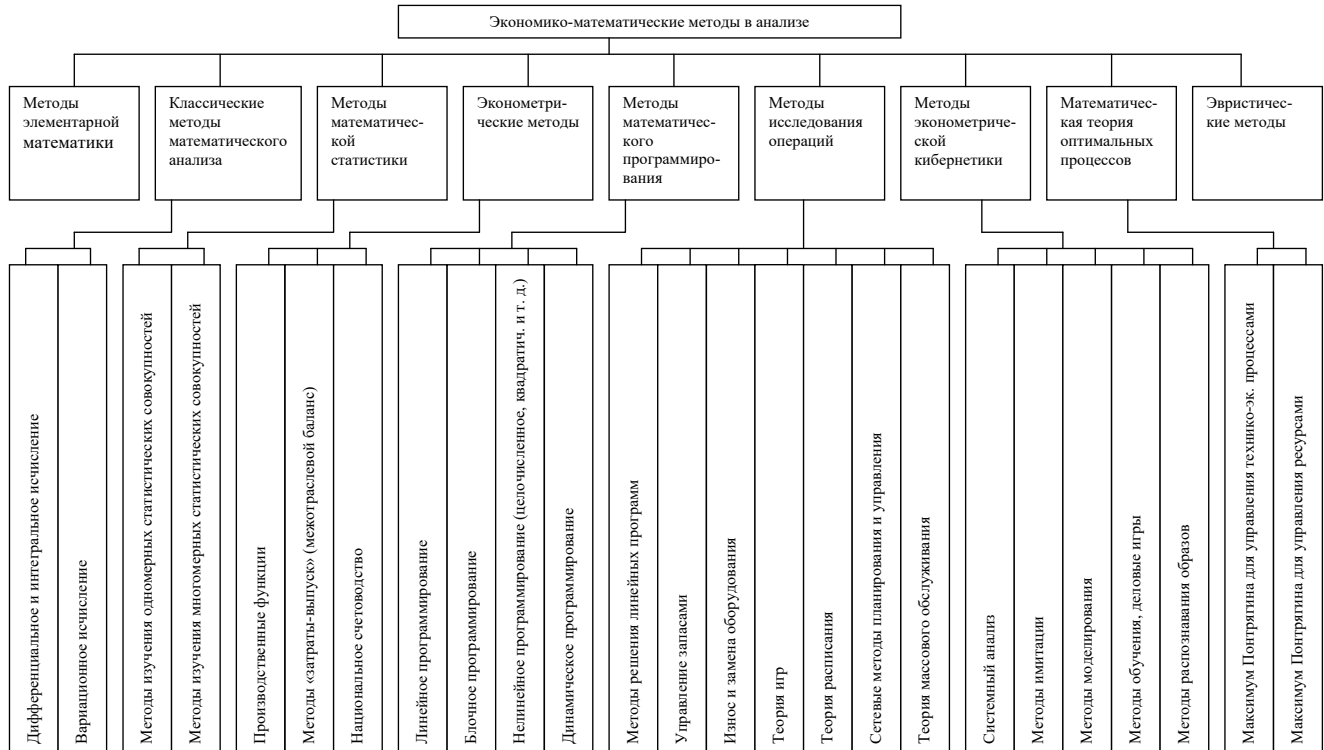 Экономико-математические методы в анализе
Методы
элементарной
математики
Классические
методы
математического
анализа
Методы
математичес-
кой
статистики
Эконометри-
ческие методы
Методы
математичес-
кого
программиро-
вания
Методы
исследования
операций
Методы
эконометриче-
ской
кибернетики
Математичес-
кая теория
оптимальных
процессов
Эвристичес-
кие методы
Дифференциальное и интегральное исчисление
Вариационное исчисление
Методы изучения одномерных статистических совокупностей
Методы изучения многомерных статистических совокупностей
Производственные функции
Методы «затраты-выпуск» (межотраслевой баланс)
Национальное счетоводство
Линейное программирование
Блочное программирование
Нелинейное программирование (целочисленное, квадратич. и т. д.)
Динамическое программирование
Методы решения линейных программ
Управление запасами
Износ и замена оборудования
Теория игр
Теория расписания
Сетевые методы планирования и управления
Теория массового обслуживания
Системный анализ
Методы имитации
Методы моделирования
Методы обучения, деловые игры
Методы распознавания образов
Максимум Понтрягина для управления технико-эк. процессами
Максимум Понтрягина для управления ресурсами